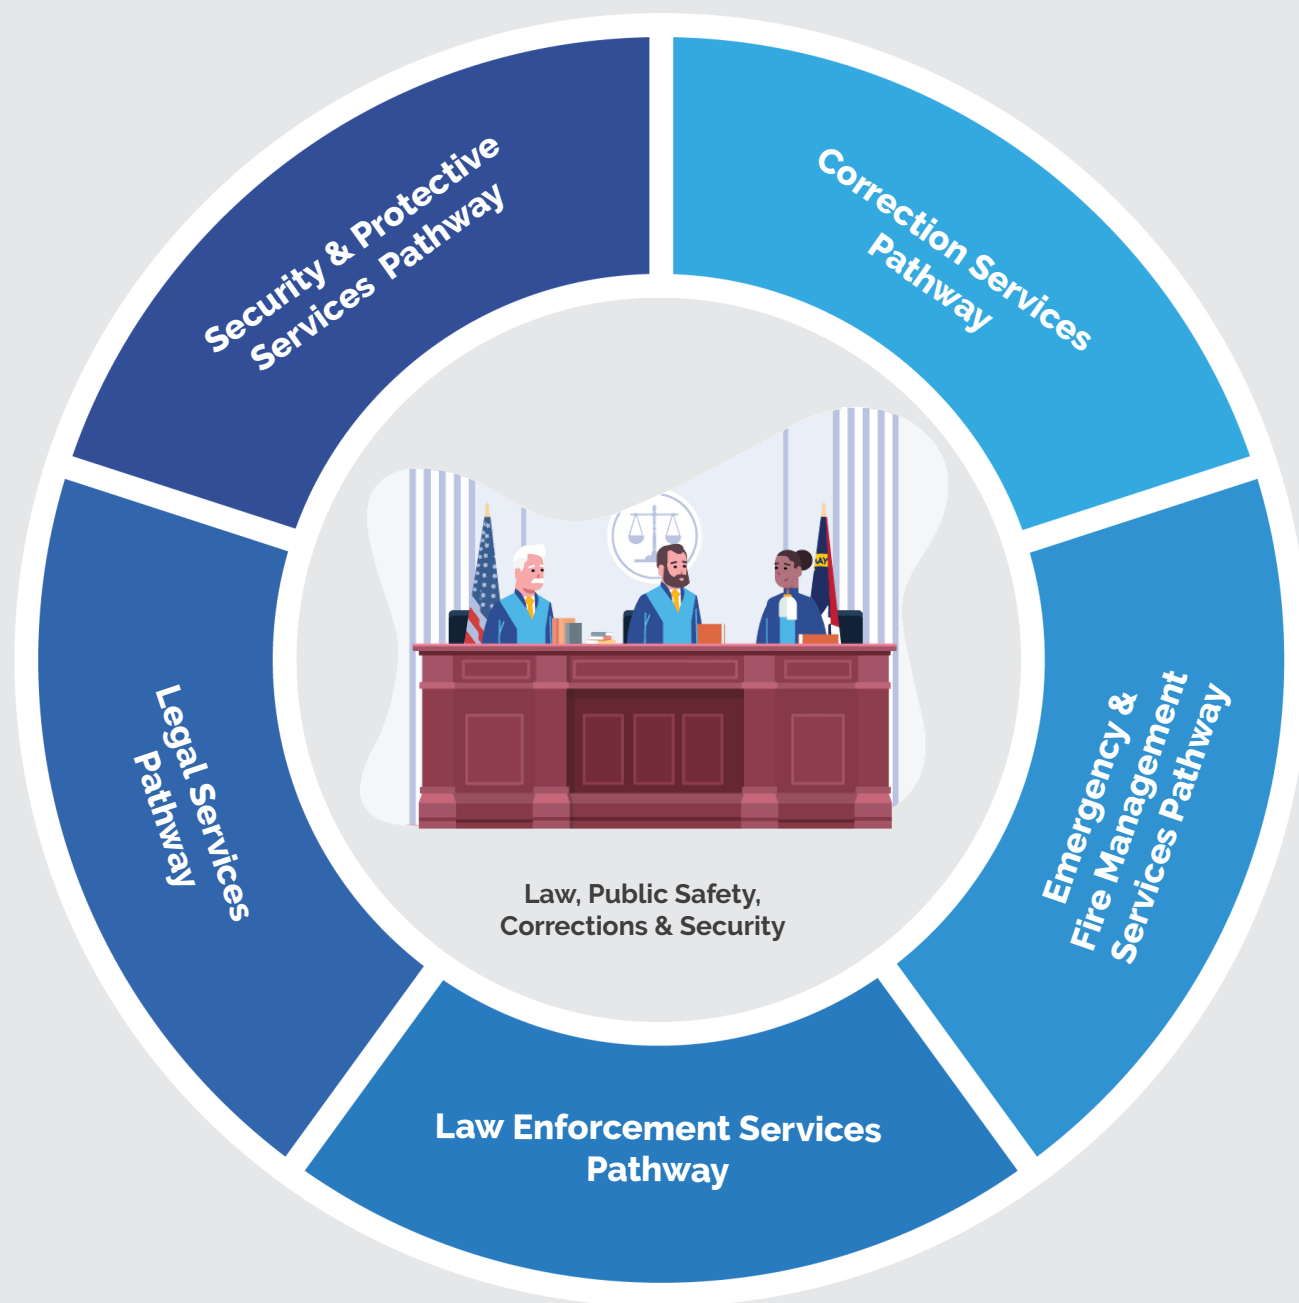 Security & Protective
Services Pathway
Correction Services
Pathway
Emergency &
Fire Management
Services Pathway
Law Enforcement Services
Pathway
Legal Services
Pathway
Law, Public Safety,
Corrections & Security